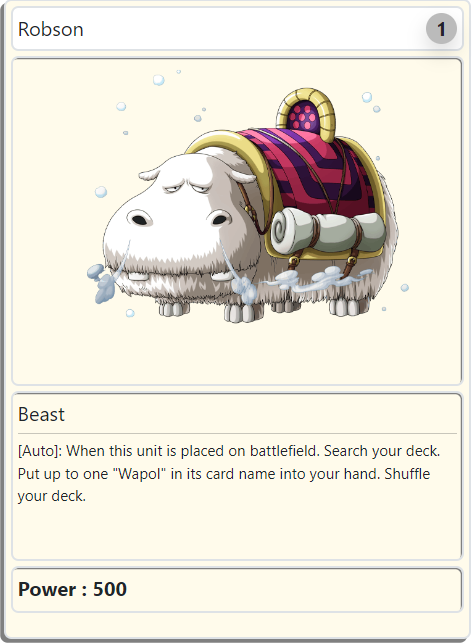 Robson
1
Beast
[Auto]: When this unit is placed on battlefield. Search your deck.
Put up to one "Wapol" in its card name into your hand. Shuffle
your deck.
Power : 500